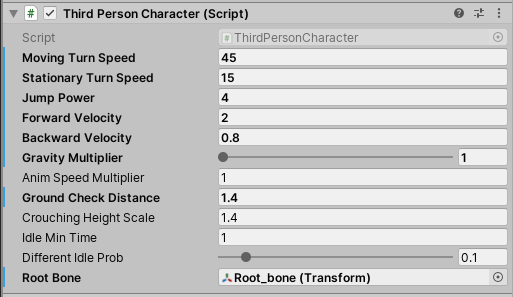 Third Person Character (Script)
Script ThirdPersonCharacter
Moving Turn Speed 45
Stationary Turn Speed 15
Jump Power 4
Forward Velocity 2
Backward Velocity 0.8
Gravity Multiplier 1
Anim Speed Multiplier 1
Ground Check Distance 1.4
Crouching Height Scale 1.4
Idle Min Time 1
Different Idle Prob 0.1
Root Bone Root_bone (Transform)